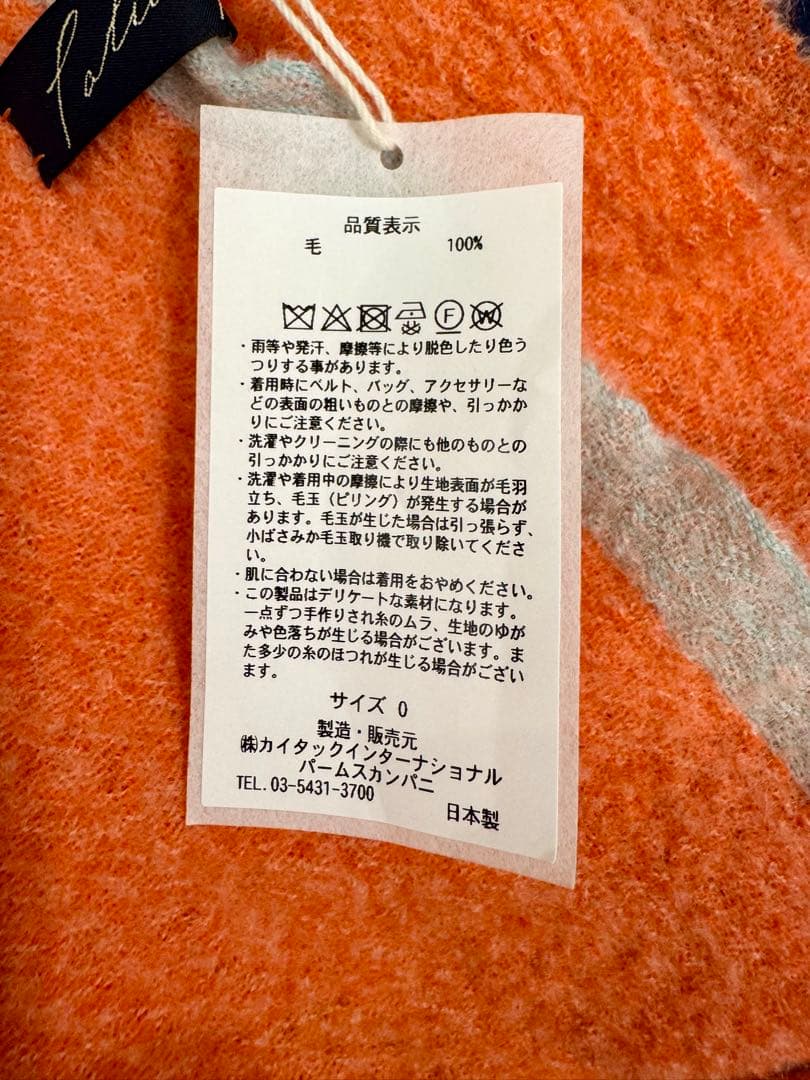 品質表示
毛 100%
F W
・雨等や発汗、摩擦等により脱色したり色う
つりする事があります。
・着用時にベルト、バッグ、アクセサリーな
どの表面の粗いものとの摩擦や、引っかか
りにご注意ください。
・洗濯やクリーニングの際にも他のものとの
引っかかりにご注意ください。
・洗濯や着用中の摩擦により生地表面が毛羽
立ち、毛玉（ピリング）が発生する場合が
あります。毛玉が生じた場合は引っ張らず、
小ばさみか毛玉取り機で取り除いてくださ
い。
・肌に合わない場合は着用をおやめください。
・この製品はデリケートな素材になります。
一点ずつ手作りされ糸のムラ、生地のゆが
みや色落ちが生じる場合がございます。ま
た多少の糸のほつれが生じる場合がござい
ます。
サイズ 0
製造・販売元
㈱カイタックインターナショナル
パームスカンパニ
TEL.03-5431-3700
日本製